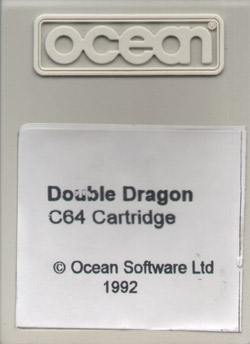 ocean
Double Dragon
C64 Cartridge
© Ocean Software Ltd
1992